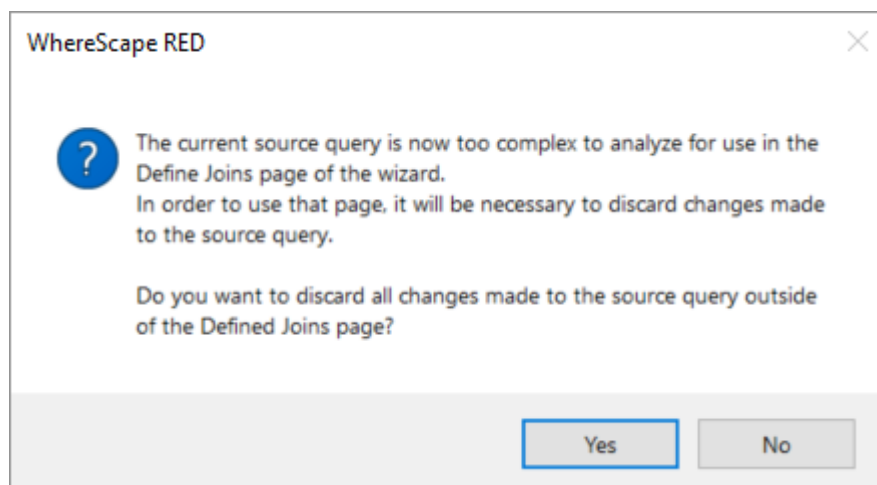 WhereScape RED
The current source query is now too complex to analyze for use in the
Define Joins page of the wizard.
In order to use that page, it will be necessary to discard changes made
to the source query.
Do you want to discard all changes made to the source query outside
of the Defined Joins page?
Yes
No